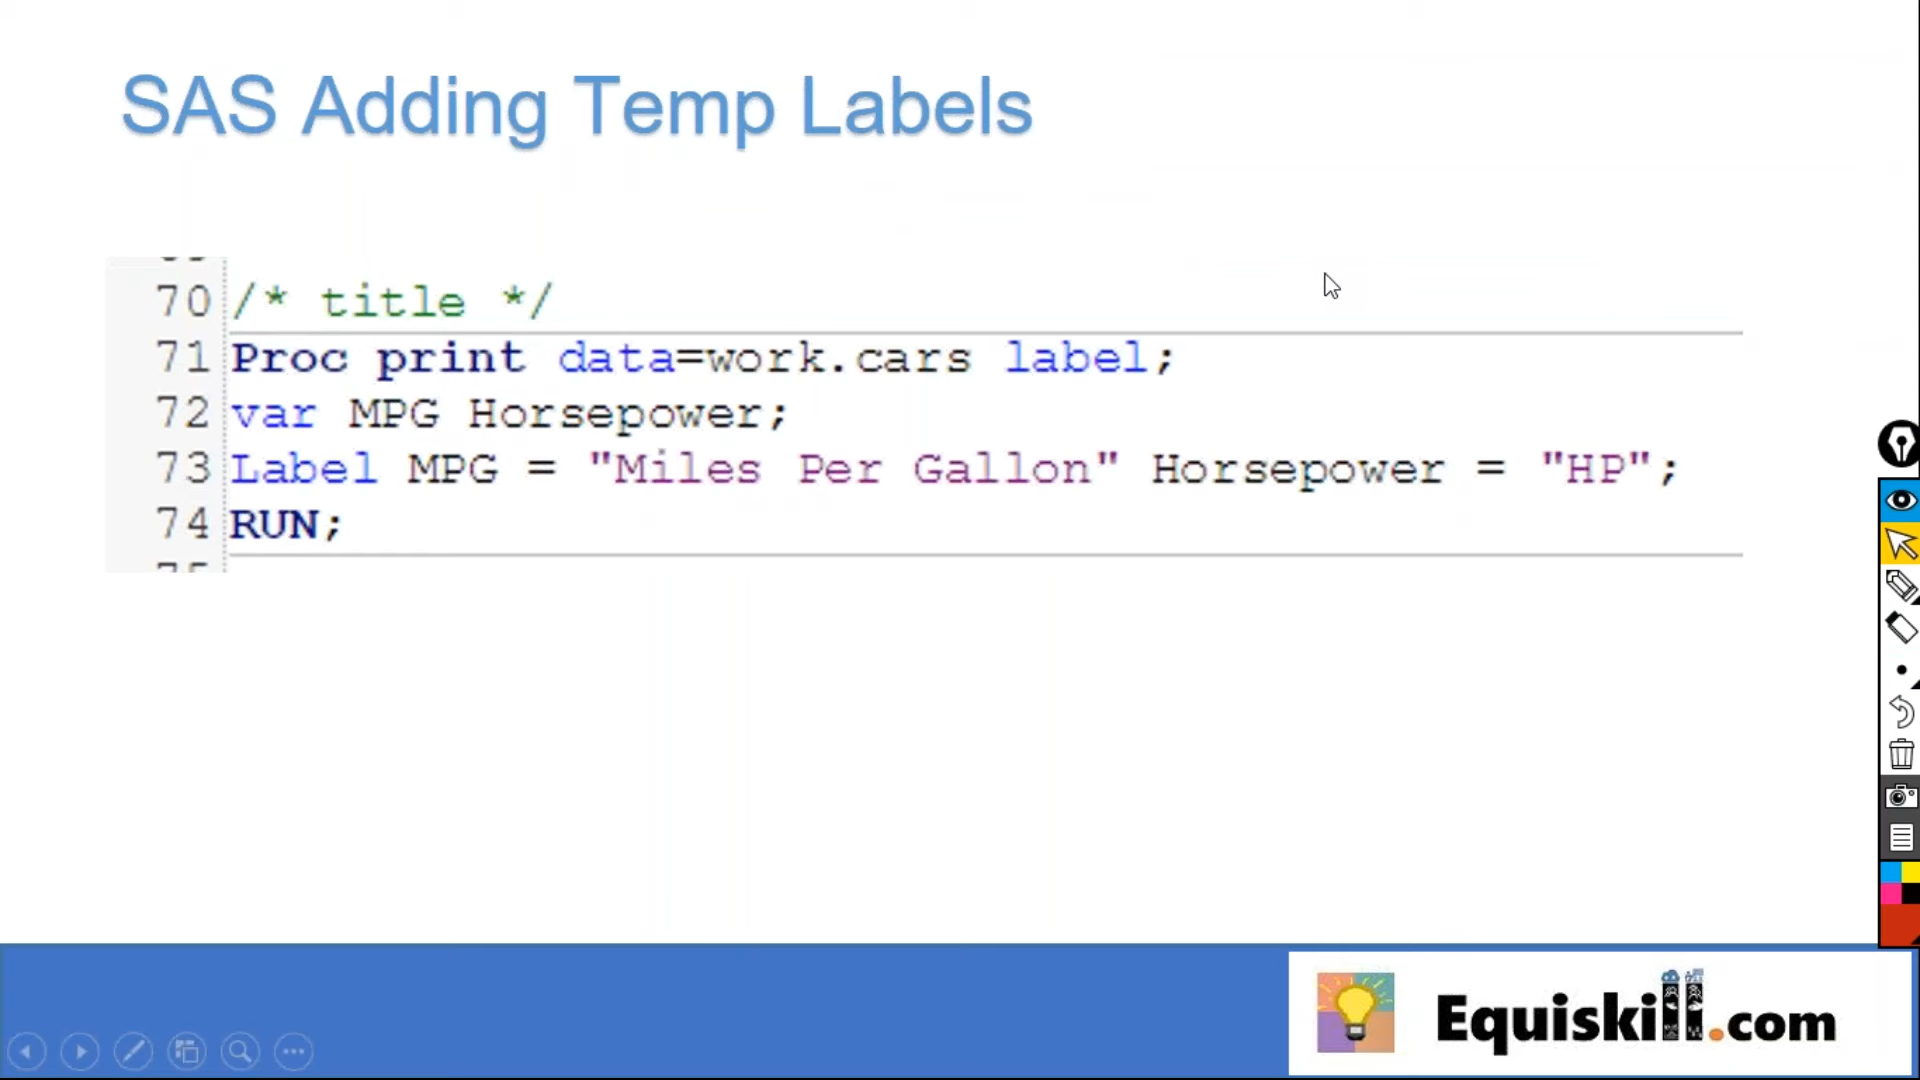 SAS Adding Temp Labels
70 /* title */
71 Proc print data=work.cars label;
72 var MPG Horsepower;
73 Label MPG = "Miles Per Gallon" Horsepower = "HP";
74 RUN;
Equiskill.com